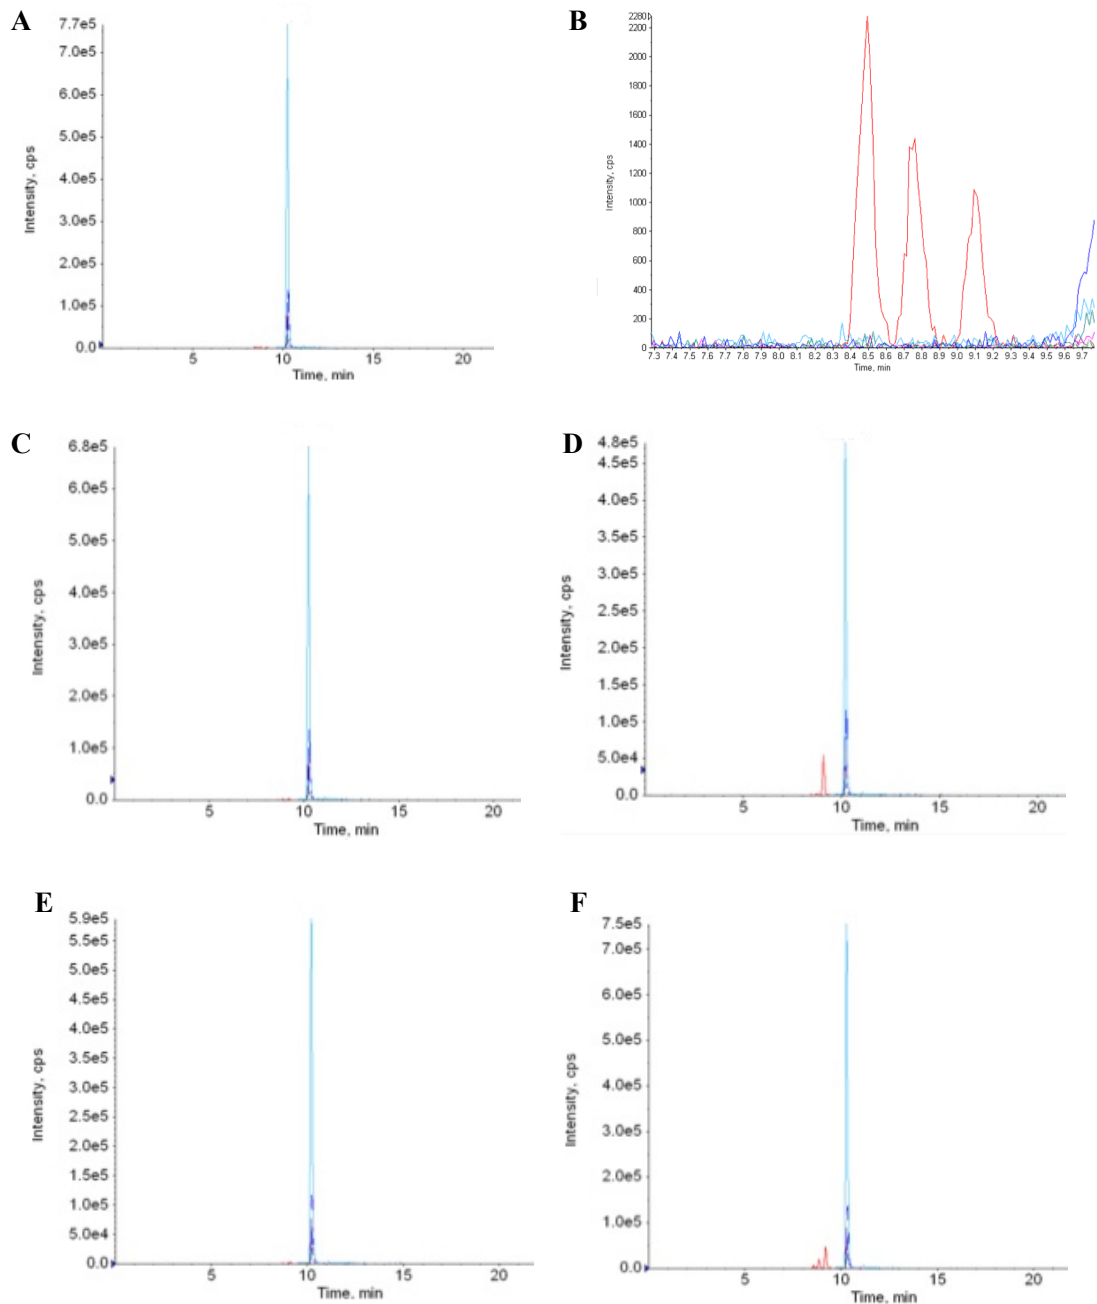 A
7.7e5
7.0e5
6.0e5
5.0e5
4.0e5
3.0e5
2.0e5
1.0e5
0.0
5 10 15 20
Time, min
Intensity, cps
B
2280
2200
2000
1800
1600
1400
1200
1000
800
600
400
200
0
7.3 7.4 7.6 7.7 7.8 7.9 8.0 8.1 8.2 8.3 8.4 8.5 8.6 8.7 8.8 8.9 9.0 9.1 9.2 9.3 9.4 9.5 9.6 9.7
Time, min
Intensity, cps
C
6.8e5
6.0e5
5.0e5
4.0e5
3.0e5
2.0e5
1.0e5
0.0
5 10 15 20
Time, min
Intensity, cps
D
4.8e5
4.5e5
4.0e5
3.5e5
3.0e5
2.5e5
2.0e5
1.5e5
1.0e5
5.0e4
0.0
5 10 15 20
Time, min
Intensity, cps
E
5.9e5
5.5e5
5.0e5
4.5e5
4.0e5
3.5e5
3.0e5
2.5e5
2.0e5
1.5e5
1.0e5
5.0e4
0.0
5 10 15 20
Time, min
Intensity, cps
F
7.5e5
7.0e5
6.0e5
5.0e5
4.0e5
3.0e5
2.0e5
1.0e5
0.0
5 10 15 20
Time, min
Intensity, cps